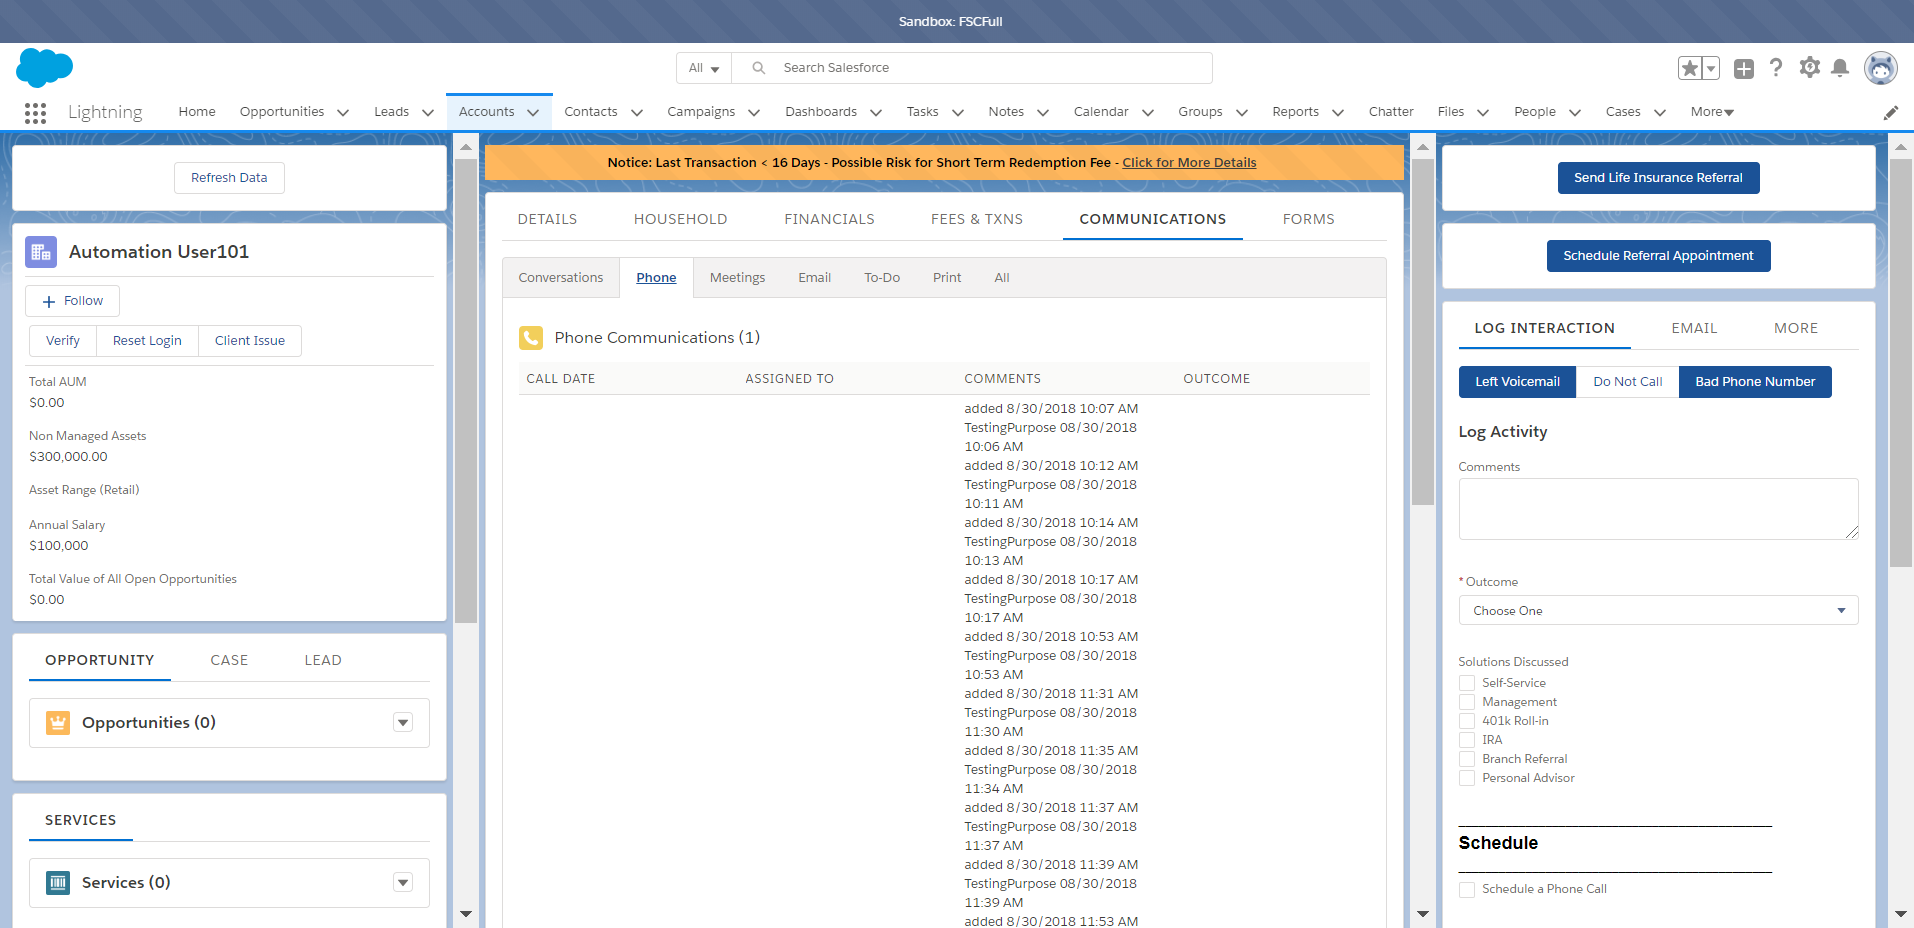 Sandbox: FSCFull
All
Search Salesforce
Lightning
Home
Opportunities
Leads
Accounts
Contacts
Campaigns
Dashboards
Tasks
Notes
Calendar
Groups
Reports
Chatter
Files
People
Cases
More
Refresh Data
Automation User101
Follow
Verify
Reset Login
Client Issue
Total AUM
$0.00
Non Managed Assets
$300,000.00
Asset Range (Retail)
Annual Salary
$100,000
Total Value of All Open Opportunities
$0.00
OPPORTUNITY
CASE
LEAD
Opportunities (0)
SERVICES
Services (0)
Notice: Last Transaction < 16 Days - Possible Risk for Short Term Redemption Fee - Click for More Details
DETAILS
HOUSEHOLD
FINANCIALS
FEES & TXNS
COMMUNICATIONS
FORMS
Conversations
Phone
Meetings
Email
To-Do
Print
All
Phone Communications (1)
CALL DATE
ASSIGNED TO
COMMENTS
OUTCOME
added 8/30/2018 10:07 AM
TestingPurpose 08/30/2018
10:06 AM
added 8/30/2018 10:12 AM
TestingPurpose 08/30/2018
10:11 AM
added 8/30/2018 10:14 AM
TestingPurpose 08/30/2018
10:13 AM
added 8/30/2018 10:17 AM
TestingPurpose 08/30/2018
10:17 AM
added 8/30/2018 10:53 AM
TestingPurpose 08/30/2018
10:53 AM
added 8/30/2018 11:31 AM
TestingPurpose 08/30/2018
11:30 AM
added 8/30/2018 11:35 AM
TestingPurpose 08/30/2018
11:34 AM
added 8/30/2018 11:37 AM
TestingPurpose 08/30/2018
11:37 AM
added 8/30/2018 11:39 AM
TestingPurpose 08/30/2018
11:39 AM
added 8/30/2018 11:53 AM
Send Life Insurance Referral
Schedule Referral Appointment
LOG INTERACTION
EMAIL
MORE
Left Voicemail
Do Not Call
Bad Phone Number
Log Activity
Comments
* Outcome
Choose One
Solutions Discussed
Self-Service
Management
401k Roll-in
IRA
Branch Referral
Personal Advisor
Schedule
Schedule a Phone Call